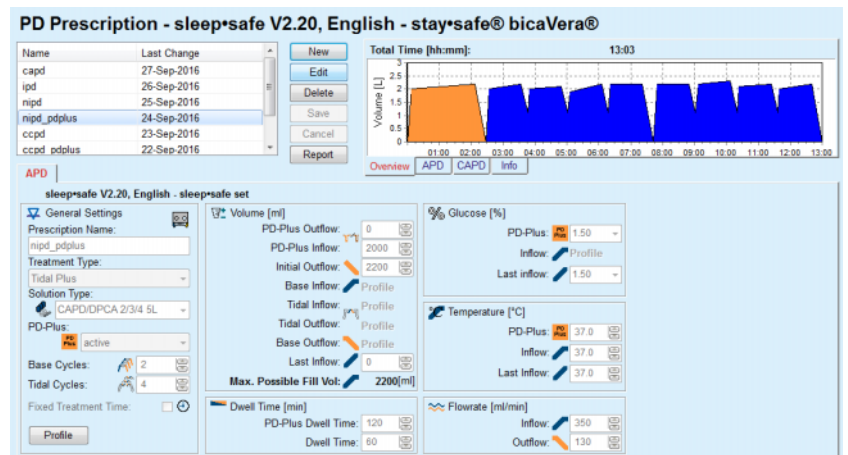 PD Prescription - sleep•safe V2.20, English - stay•safe® bicaVera®
Name Last Change
capd 27-Sep-2016
ipd 26-Sep-2016
nipd 25-Sep-2016
nipd_pdplus 24-Sep-2016
ccpd 23-Sep-2016
ccpd_pdplus 22-Sep-2016
New
Edit
Delete
Save
Cancel
Report
Total Time [hh:mm]: 13:03
Volume [L]
3
2.5
2
1.5
1
0.5
0
01:00 02:00 03:00 04:00 05:00 06:00 07:00 08:00 09:00 10:00 11:00 12:00 13:00
Overview APD CAPD Info
APD
sleep•safe V2.20, English - sleep•safe set
General Settings
Prescription Name:
nipd_pdplus
Treatment Type:
Tidal Plus
Solution Type:
CAPD/DPCA 2/3/4 5L
PD-Plus:
PD Plus active
Base Cycles: 2
Tidal Cycles: 4
Fixed Treatment Time:
Profile
Volume [ml]
PD-Plus Outflow: 0
PD-Plus Inflow: 2000
Initial Outflow: 2200
Base Inflow: Profile
Tidal Inflow: Profile
Tidal Outflow: Profile
Base Outflow: Profile
Last Inflow: 0
Max. Possible Fill Vol: 2200[ml]
Dwell Time [min]
PD-Plus Dwell Time: 120
Dwell Time: 60
% Glucose [%]
PD-Plus: PD Plus 1.50
Inflow: Profile
Last inflow: 1.50
Temperature [°C]
PD-Plus: PD Plus 37.0
Inflow: 37.0
Last Inflow: 37.0
Flowrate [ml/min]
Inflow: 350
Outflow: 130